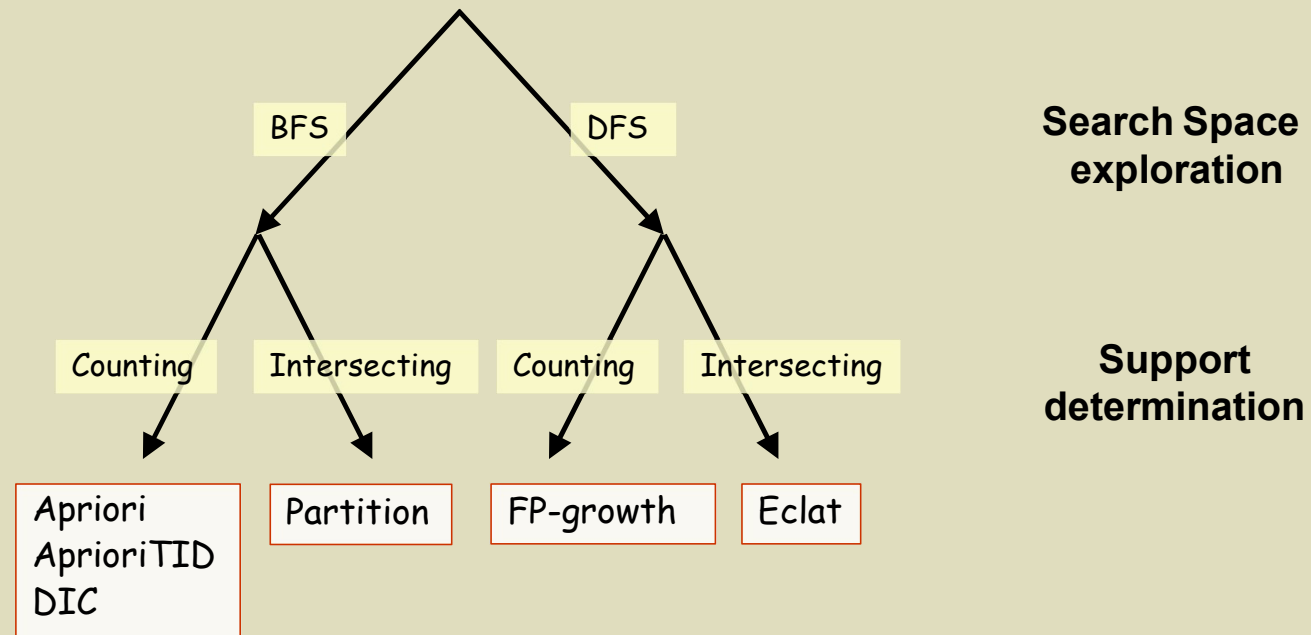 BFS
DFS
Search Space
exploration
Counting
Intersecting
Counting
Intersecting
Support
determination
Apriori
AprioriTID
DIC
Partition
FP-growth
Eclat